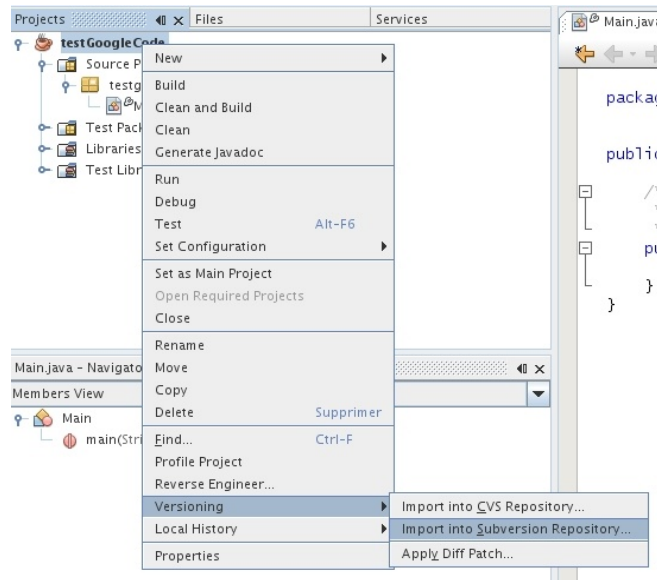 Projects
Files
Services
Main.java
testGoogleCode
Source P
testg
M
Test Pack
Libraries
Test Libr
New
Build
Clean and Build
Clean
Generate Javadoc
Run
Debug
Test Alt-F6
Set Configuration
Set as Main Project
Open Required Projects
Close
Rename
Move
Copy
Delete Supprimer
Find... Ctrl-F
Profile Project
Reverse Engineer...
Versioning
Local History
Properties
Import into CVS Repository...
Import into Subversion Repository...
Apply Diff Patch...
Main.java - Navigato
Members View
Main
main(Stri
packag
public
/*
*
*
pu
}
}